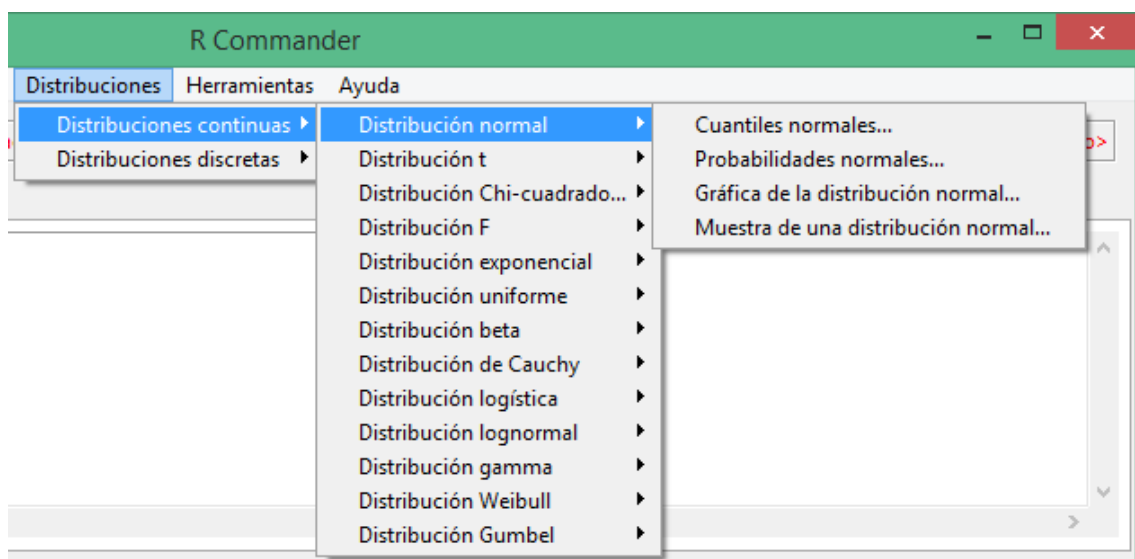 R Commander
Distribuciones Herramientas Ayuda
Distribuciones continuas
Distribuciones discretas
Distribución normal
Distribución t
Distribución Chi-cuadrado...
Distribución F
Distribución exponencial
Distribución uniforme
Distribución beta
Distribución de Cauchy
Distribución logística
Distribución lognormal
Distribución gamma
Distribución Weibull
Distribución Gumbel
Cuantiles normales...
Probabilidades normales...
Gráfica de la distribución normal...
Muestra de una distribución normal...